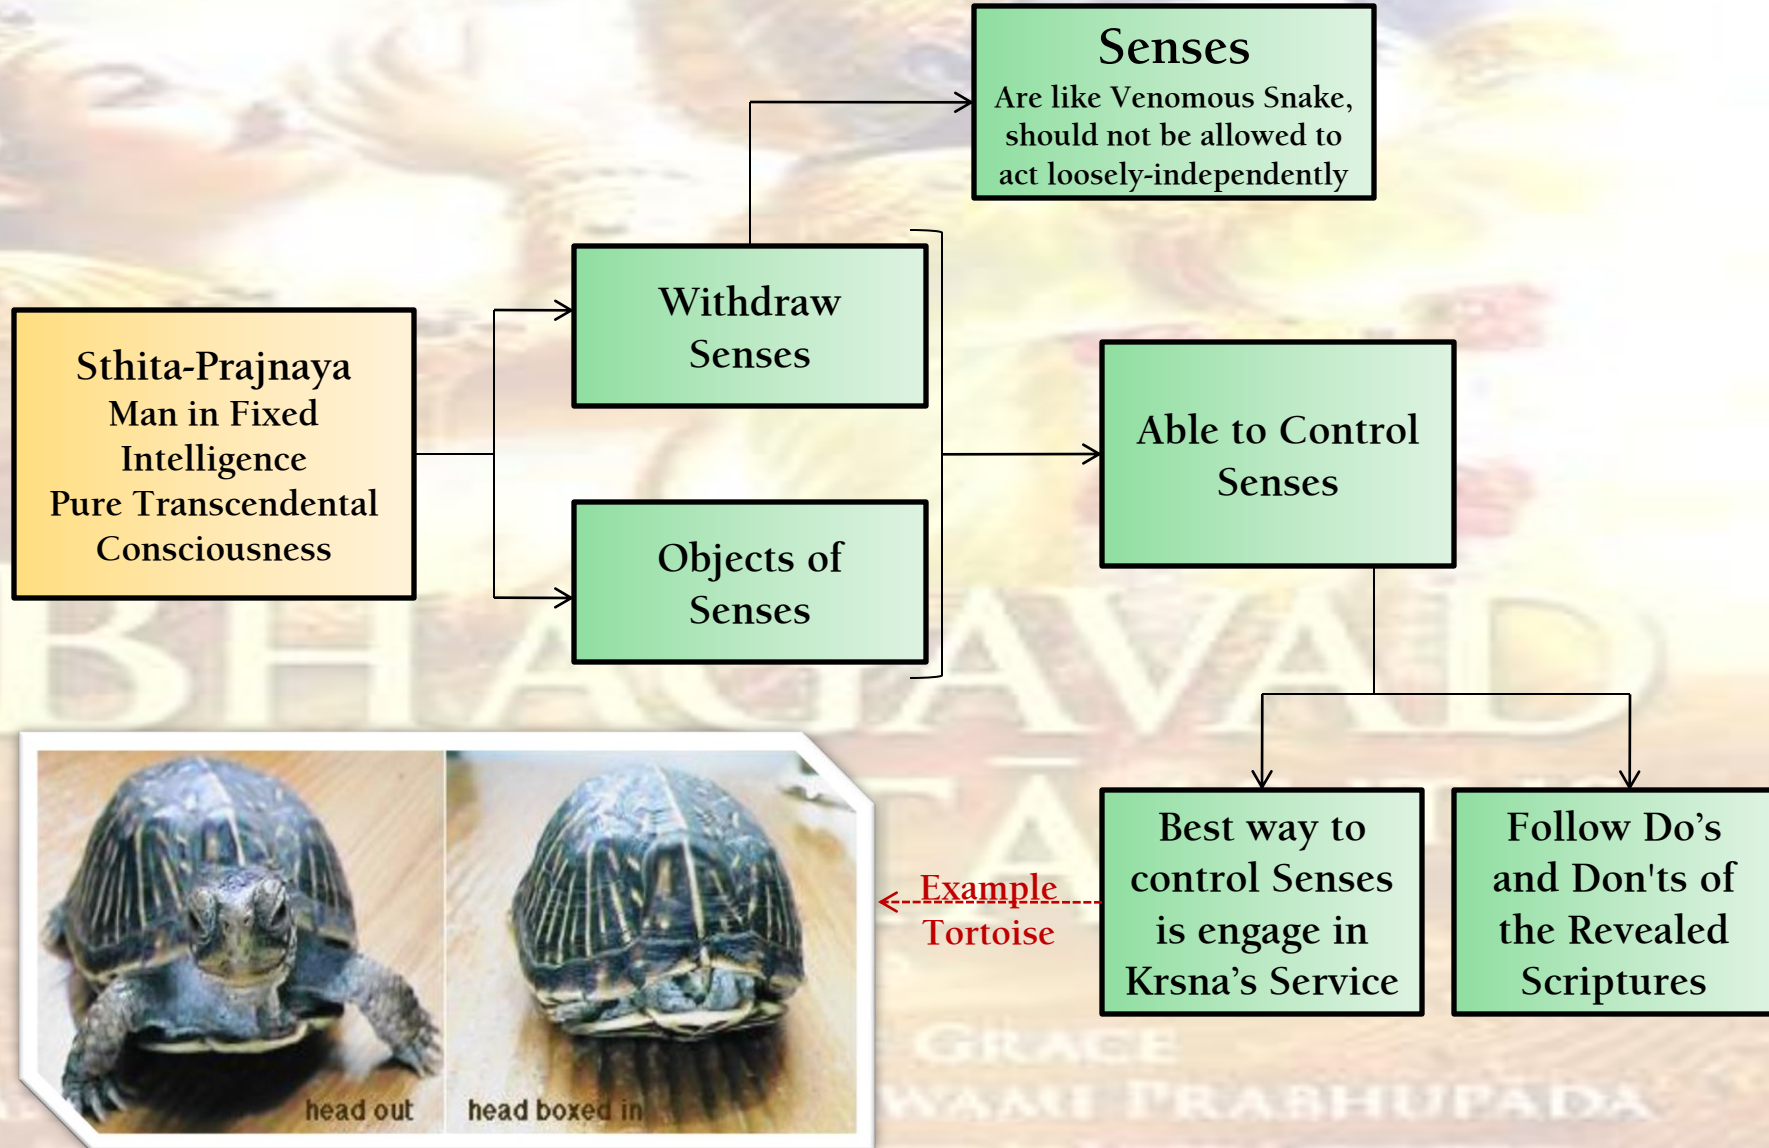 Senses
Are like Venomous Snake,
should not be allowed to
act loosely-independently
Withdraw
Senses
Sthita-Prajnaya
Man in Fixed
Intelligence
Pure Transcendental
Consciousness
Able to Control
Senses
Objects of
Senses
BHAGAVAD
Best way to
control Senses
is engage in
Krsna’s Service
Follow Do’s
and Don'ts of
the Revealed
Scriptures
Example
Tortoise
head out
head boxed in
GRACE
PRABHUPADA